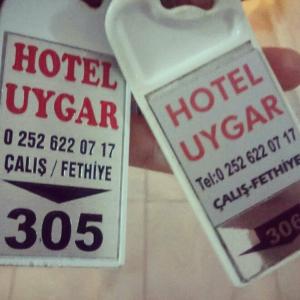 HOTEL
UYGAR
0 252 622 07 17
ÇALIŞ / FETHİYE
305
HOTEL
UYGAR
Tel:0 252 622 07 17
ÇALIŞ-FETHİYE
306